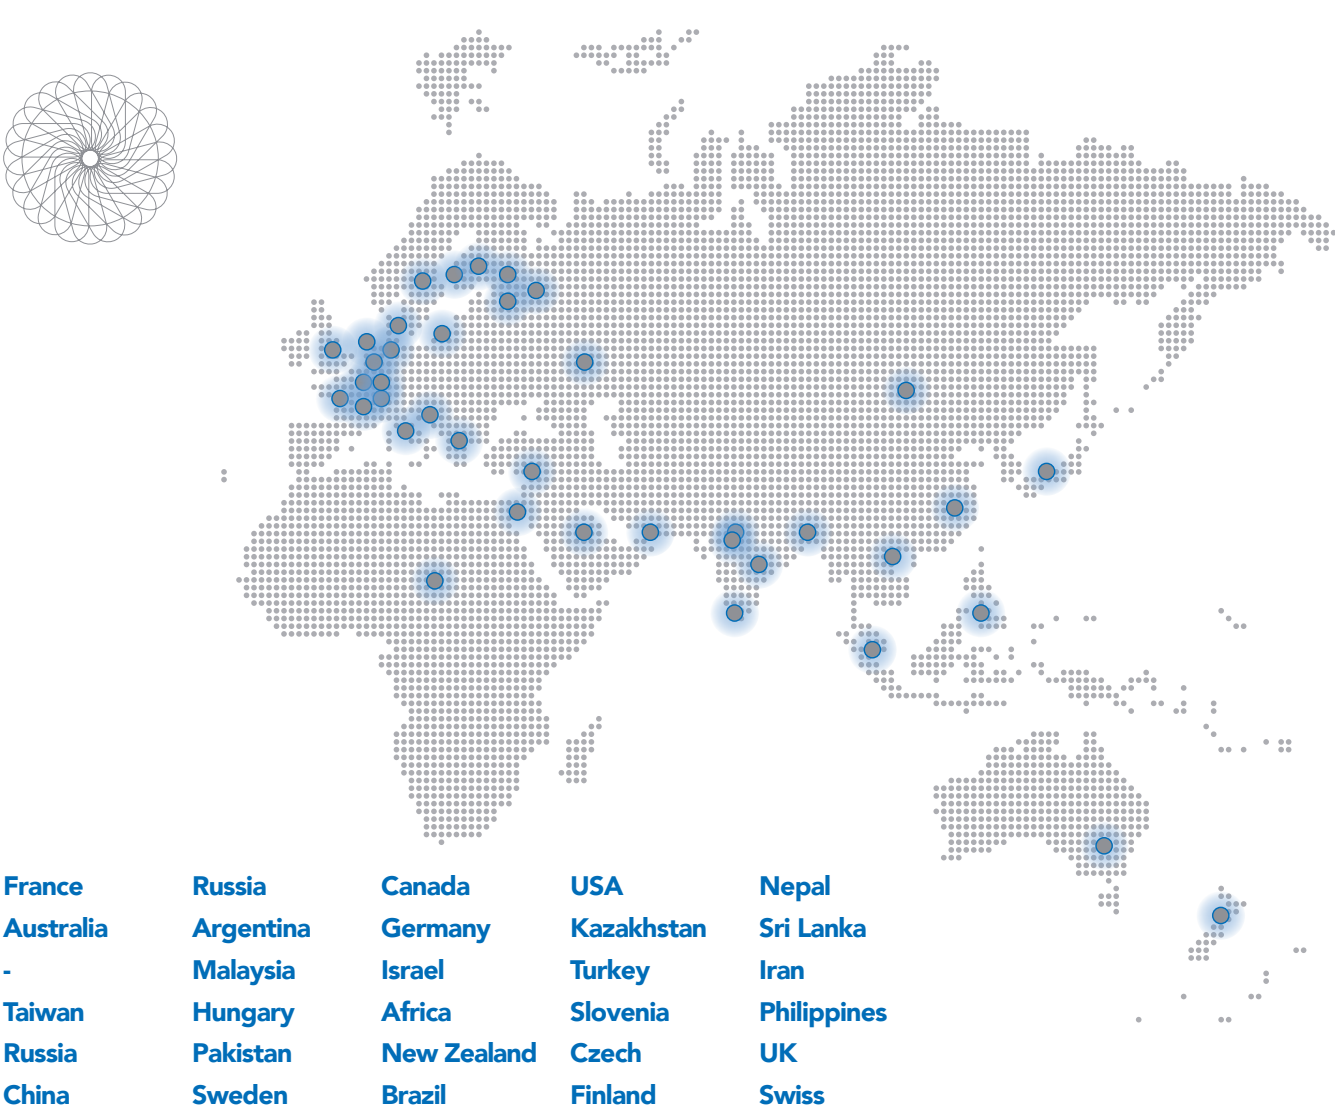 France Russia Canada USA Nepal
Australia Argentina Germany Kazakhstan Sri Lanka
- Malaysia Israel Turkey Iran
Taiwan Hungary Africa Slovenia Philippines
Russia Pakistan New Zealand Czech UK
China Sweden Brazil Finland Swiss